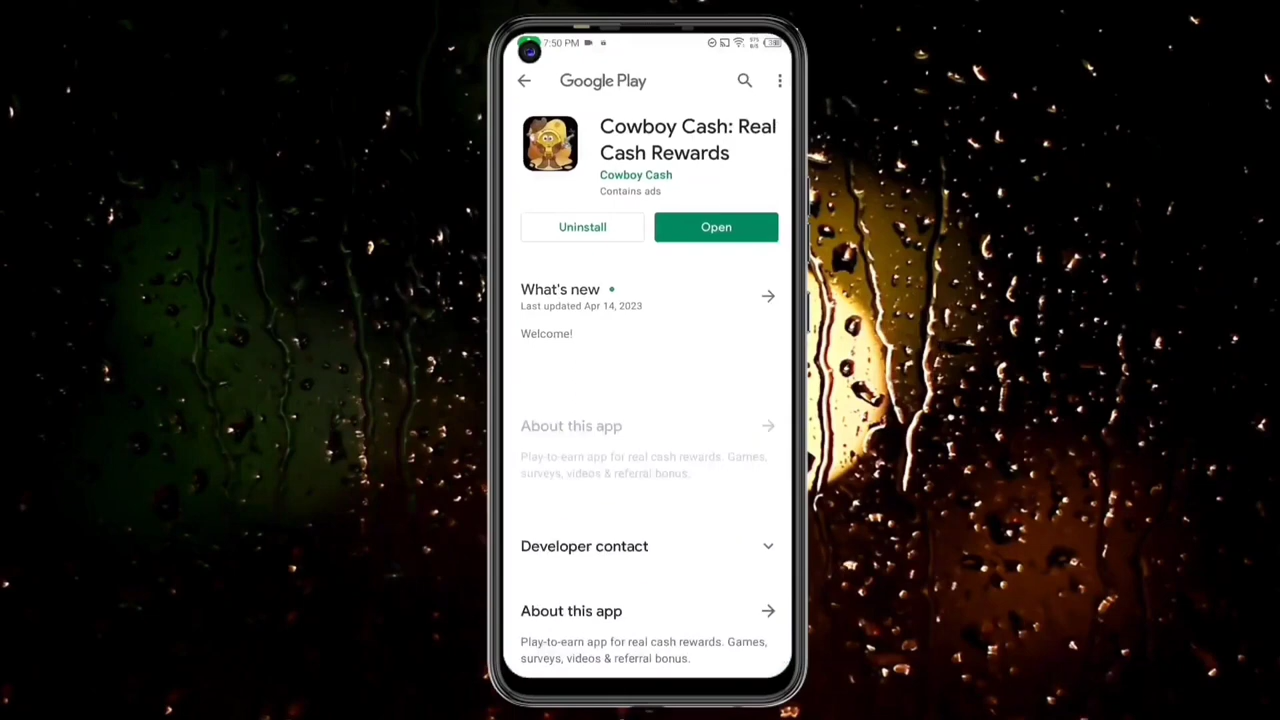 7:50 PM
Google Play
Cowboy Cash: Real
Cash Rewards
Cowboy Cash
Contains ads
Uninstall
Open
What's new
Last updated Apr 14, 2023
Welcome!
About this app
Play-to-earn app for real cash rewards. Games,
surveys, videos & referral bonus.
Developer contact
About this app
Play-to-earn app for real cash rewards. Games,
surveys, videos & referral bonus.